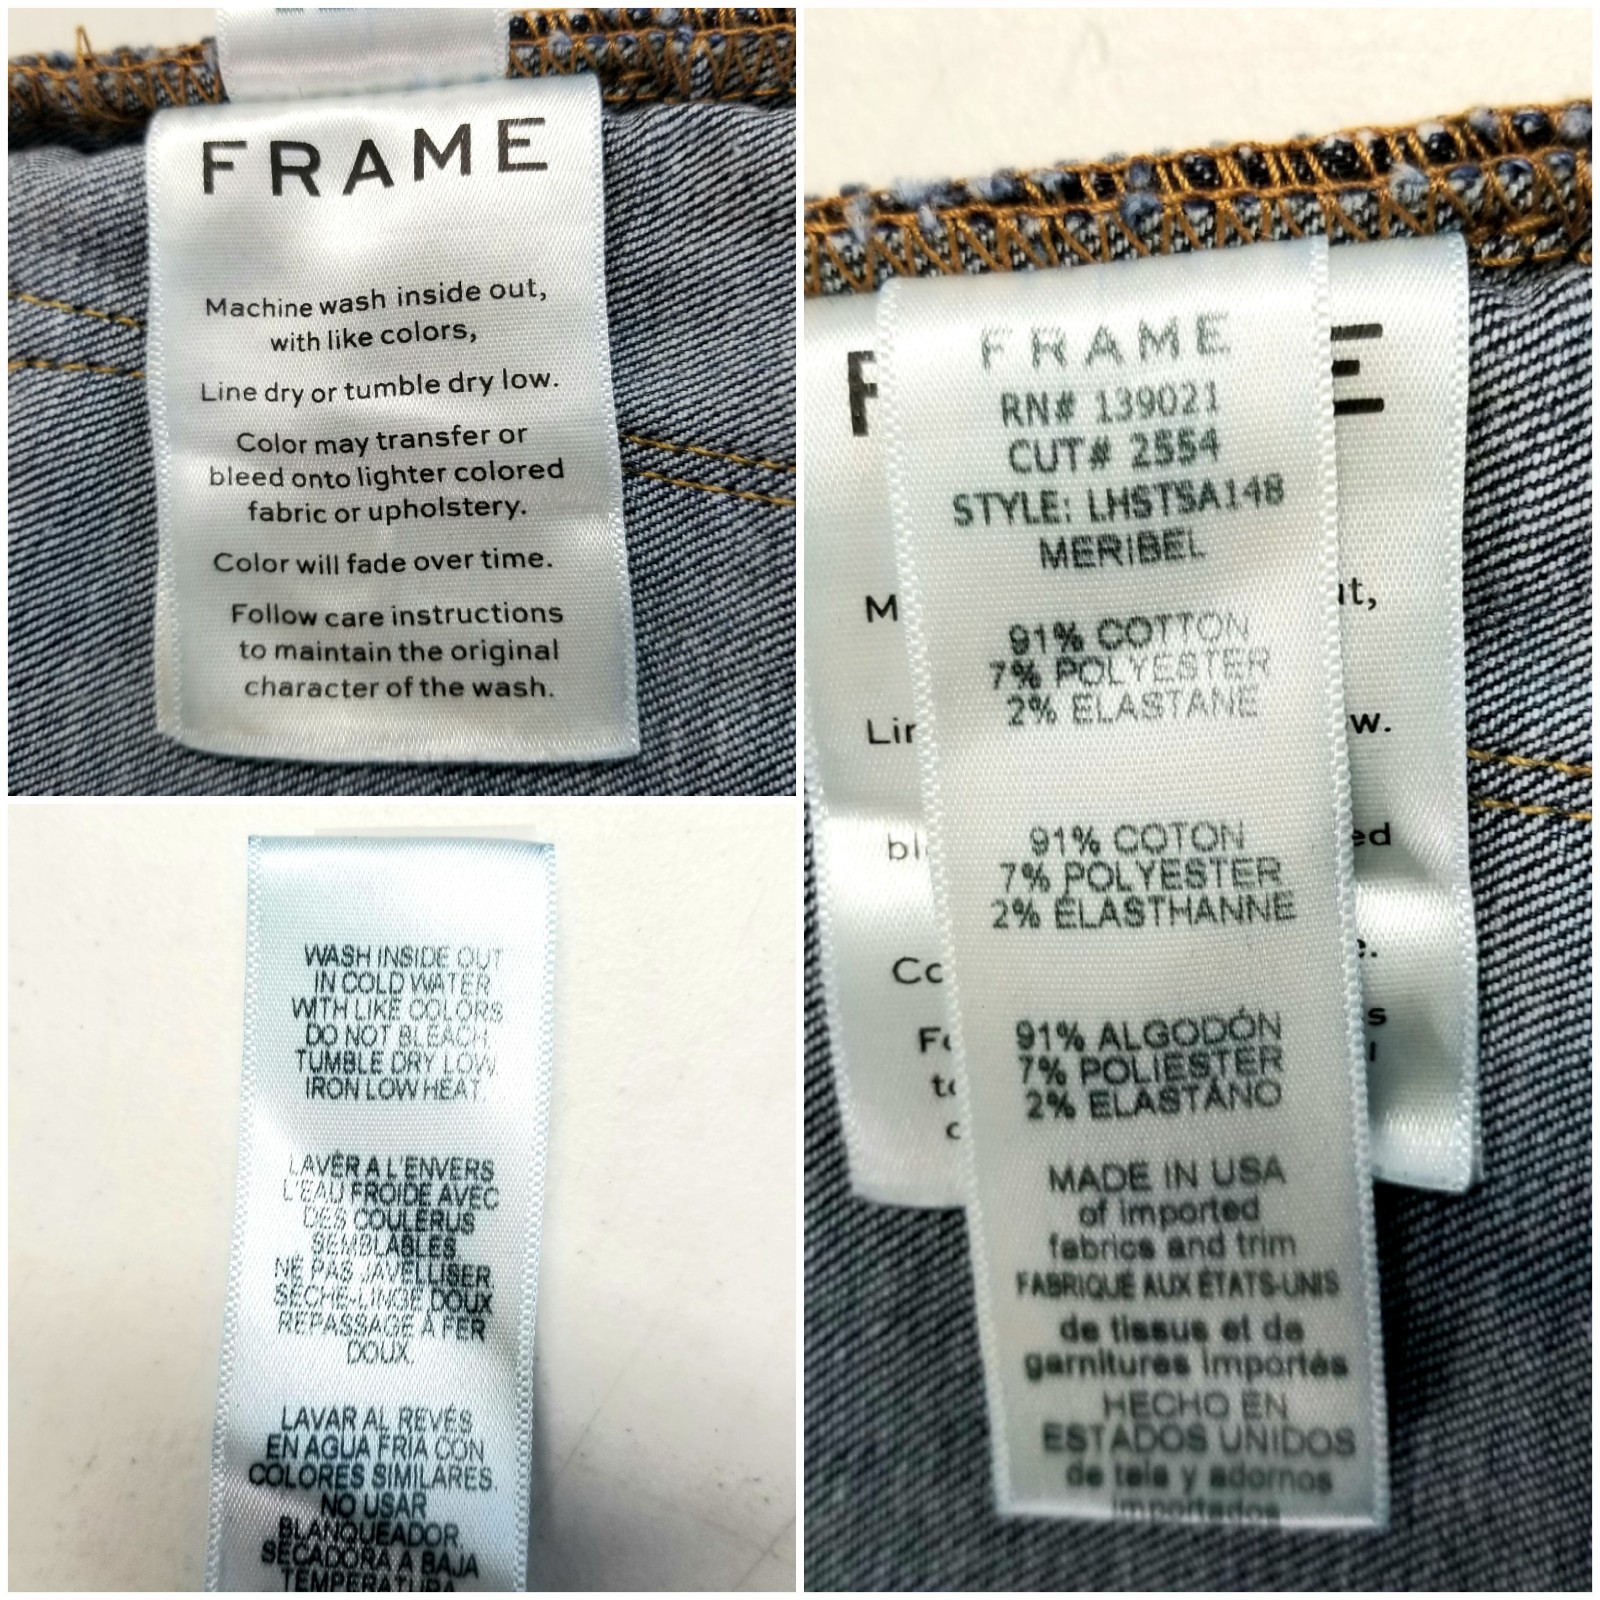 FRAME
Machine wash inside out,
with like colors,
Line dry or tumble dry low.
Color may transfer or
bleed onto lighter colored
fabric or upholstery.
Color will fade over time.
Follow care instructions
to maintain the original
character of the wash.
WASH INSIDE OUT
IN COLD WATER
WITH LIKE COLORS
DO NOT BLEACH
TUMBLE DRY LOW
IRON LOW HEAT
LAVER A L'ENVERS
L'EAU FROIDE AVEC
DES COULERUS
SEMBLABLES
NE PAS JAVELLISER
SECHE-LINGE DOUX
REPASSAGE A FER
DOUX.
LAVAR AL REVÉS
EN AGUA FRIA CON
COLORES SIMILARES.
NO USAR
BLANQUEADOR.
SECADORA A BAJA
TEMPERATURA
FRAME
RN# 139021
CUT# 2554
STYLE: LHSTSA148
MERIBEL
91% COTTON
7% POLYESTER
2% ELASTANE
91% COTON
7% POLYESTER
2% ÉLASTHANNE
91% ALGODÓN
7% POLIESTER
2% ELASTÁNO
MADE IN USA
of imported
fabrics and trim
FABRIQUÉ AUX ÉTATS-UNIS
de tissus et de
garnitures importés
HECHO EN
ESTADOS UNIDOS
de tela y adornos
importados